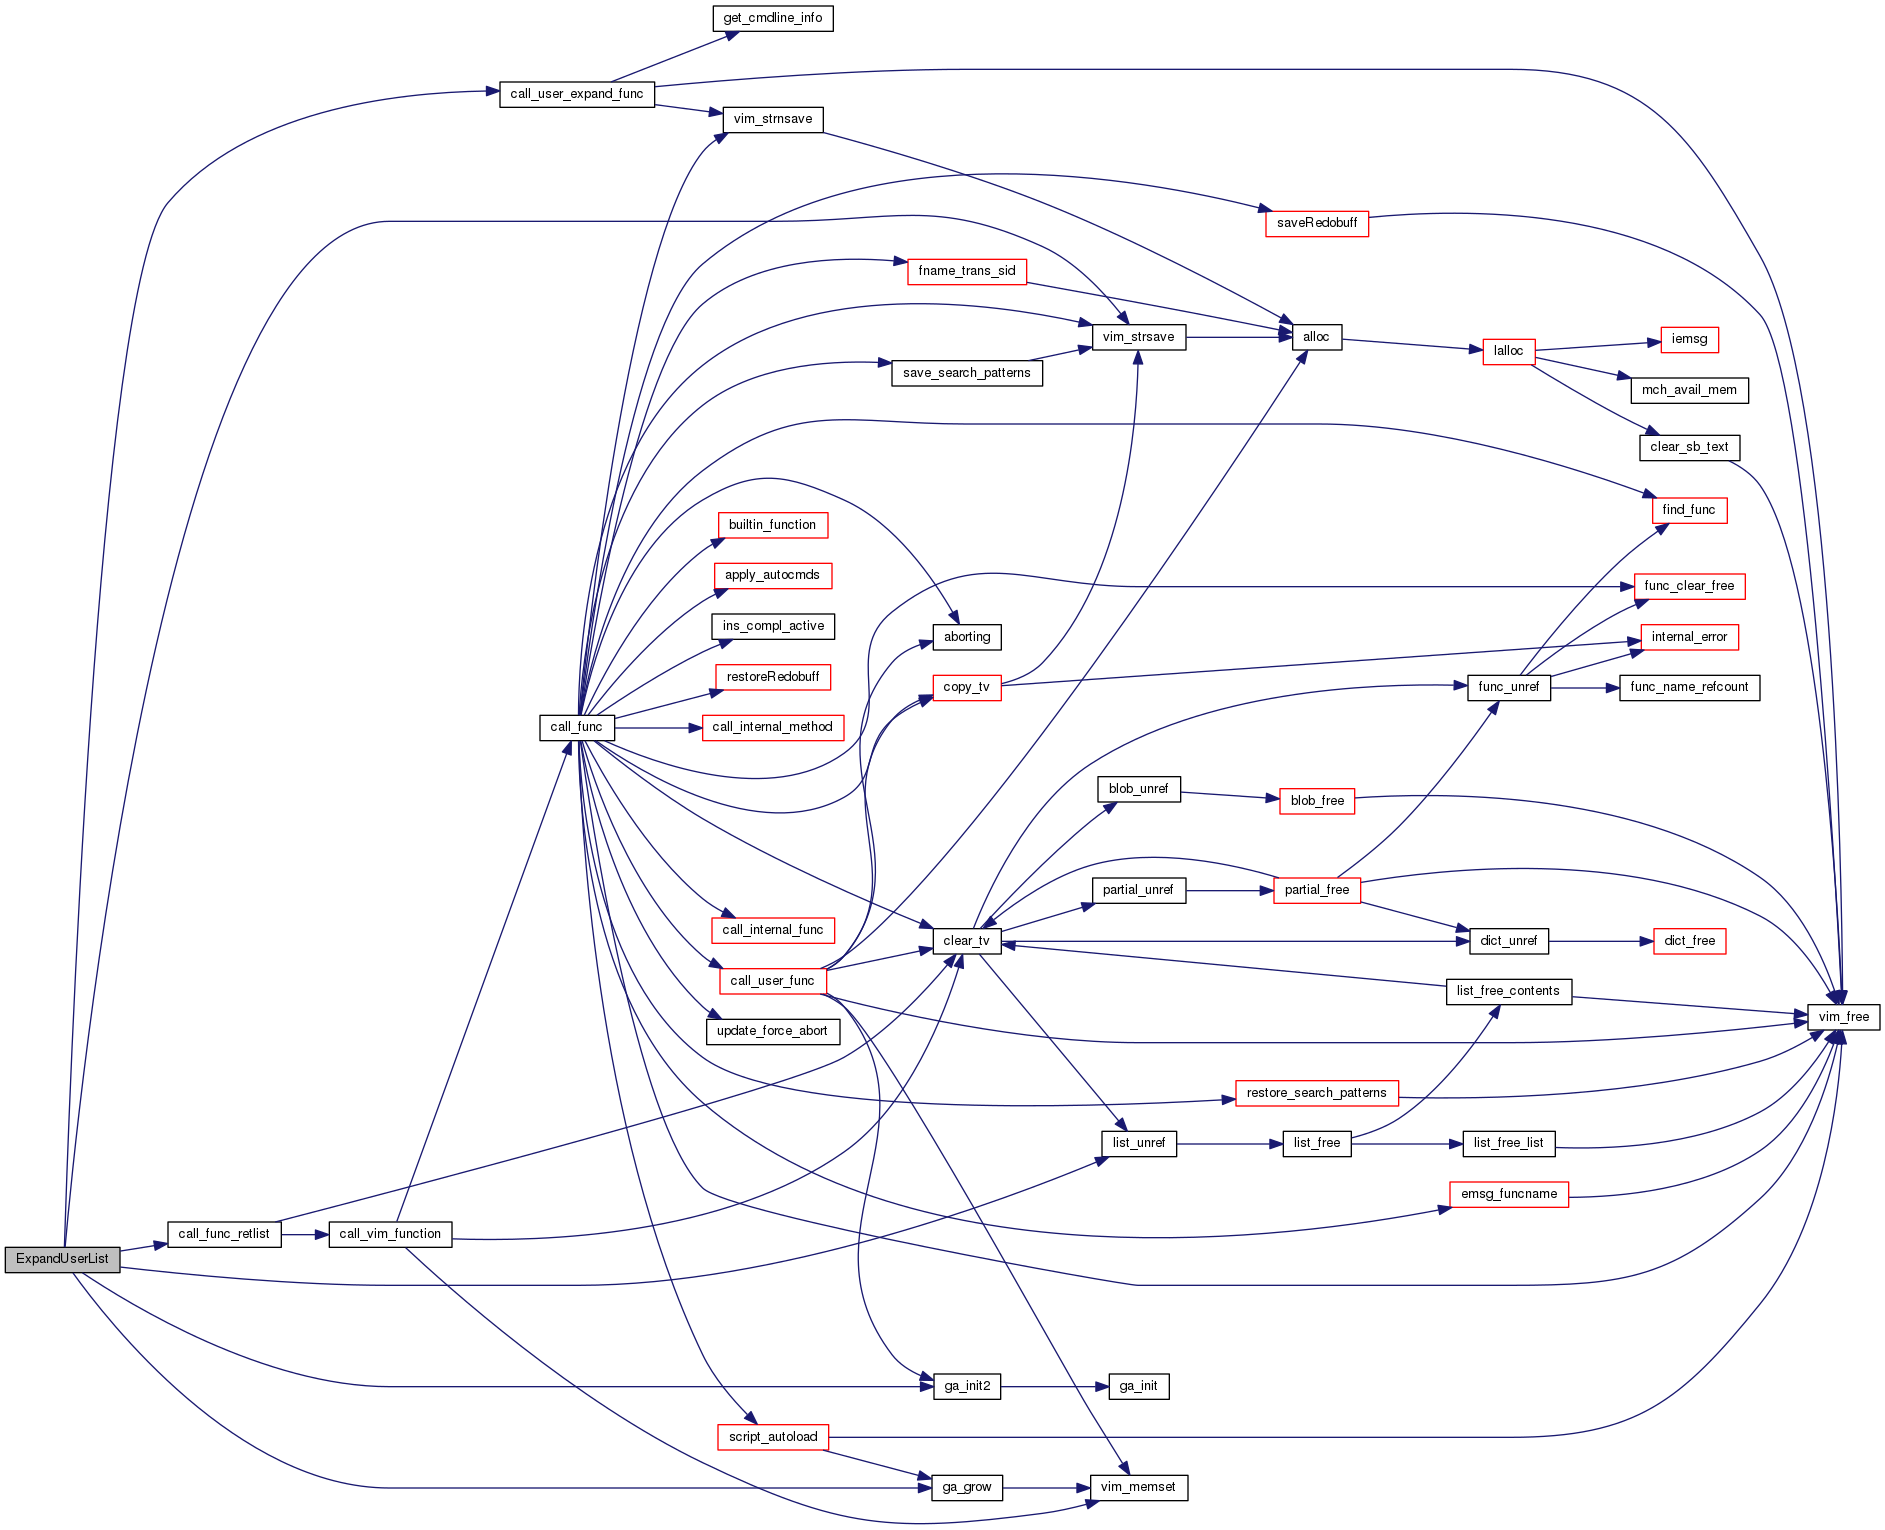 get_cmdline_info
call_user_expand_func
vim_strnsave
saveRedobuff
fname_trans_sid
vim_strsave
alloc
lalloc
iemsg
save_search_patterns
mch_avail_mem
clear_sb_text
find_func
builtin_function
apply_autocmds
func_clear_free
ins_compl_active
aborting
internal_error
restoreRedobuff
copy_tv
func_unref
func_name_refcount
call_func
call_internal_method
blob_unref
blob_free
partial_unref
partial_free
call_internal_func
clear_tv
dict_unref
dict_free
call_user_func
list_free_contents
vim_free
update_force_abort
restore_search_patterns
list_unref
list_free
list_free_list
emsg_funcname
call_func_retlist
call_vim_function
ExpandUserList
ga_init2
ga_init
script_autoload
ga_grow
vim_memset